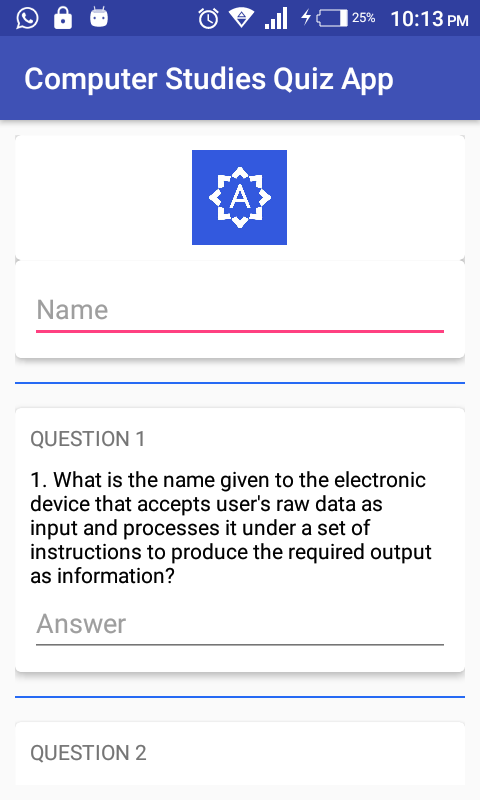 25% 10:13 PM
Computer Studies Quiz App
A
Name
QUESTION 1
1. What is the name given to the electronic
device that accepts user's raw data as
input and processes it under a set of
instructions to produce the required output
as information?
Answer
QUESTION 2